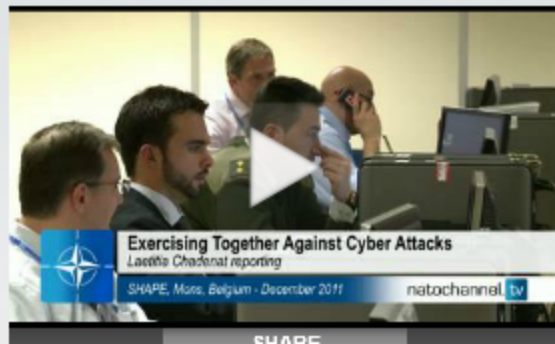 Exercising Together Against Cyber Attacks
Laetitia Chadenat reporting
SHAPE, Mons, Belgium - December 2011
natochannel.tv
SHARE